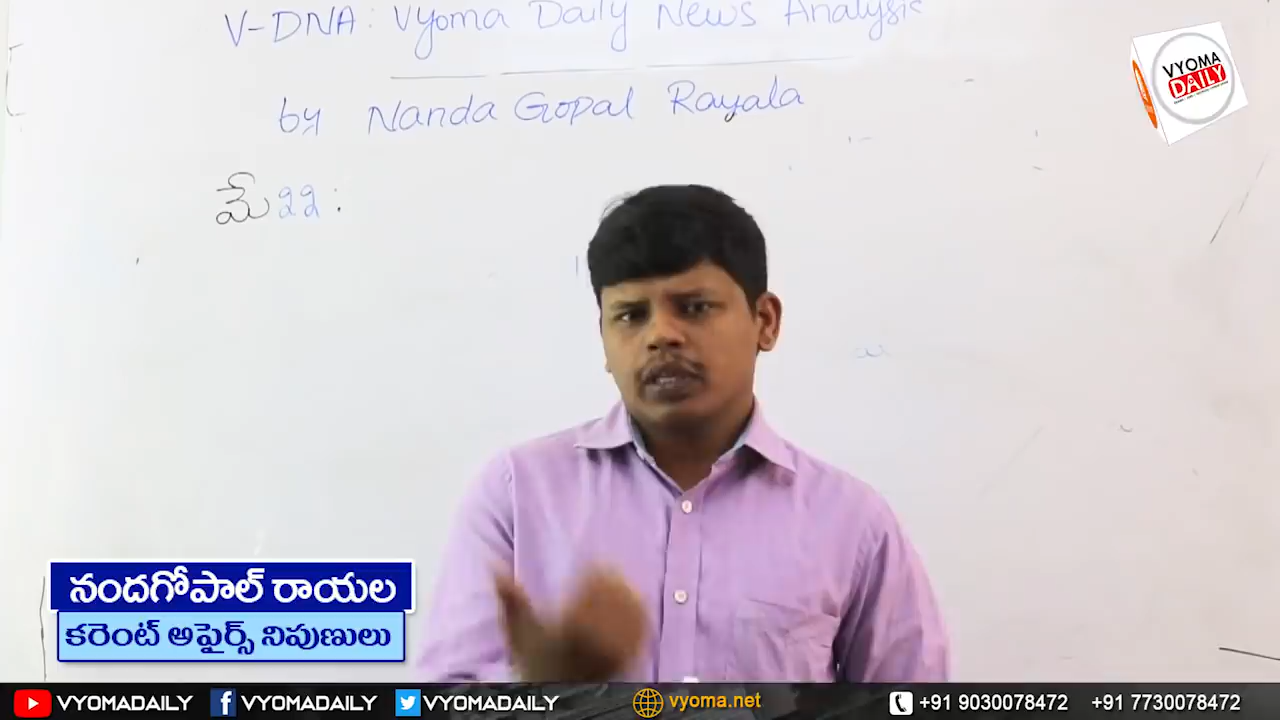 V-DNA: Vyoma Daily News Analysis
by Nanda Gopal Rayala
మే 22 :
VYOMA
DAILY
నందగోపాల్ రాయల
కరెంట్ అఫైర్స్ నిపుణులు
VYOMADAILY VYOMADAILY VYOMADAILY vyoma.net +91 9030078472 +91 7730078472